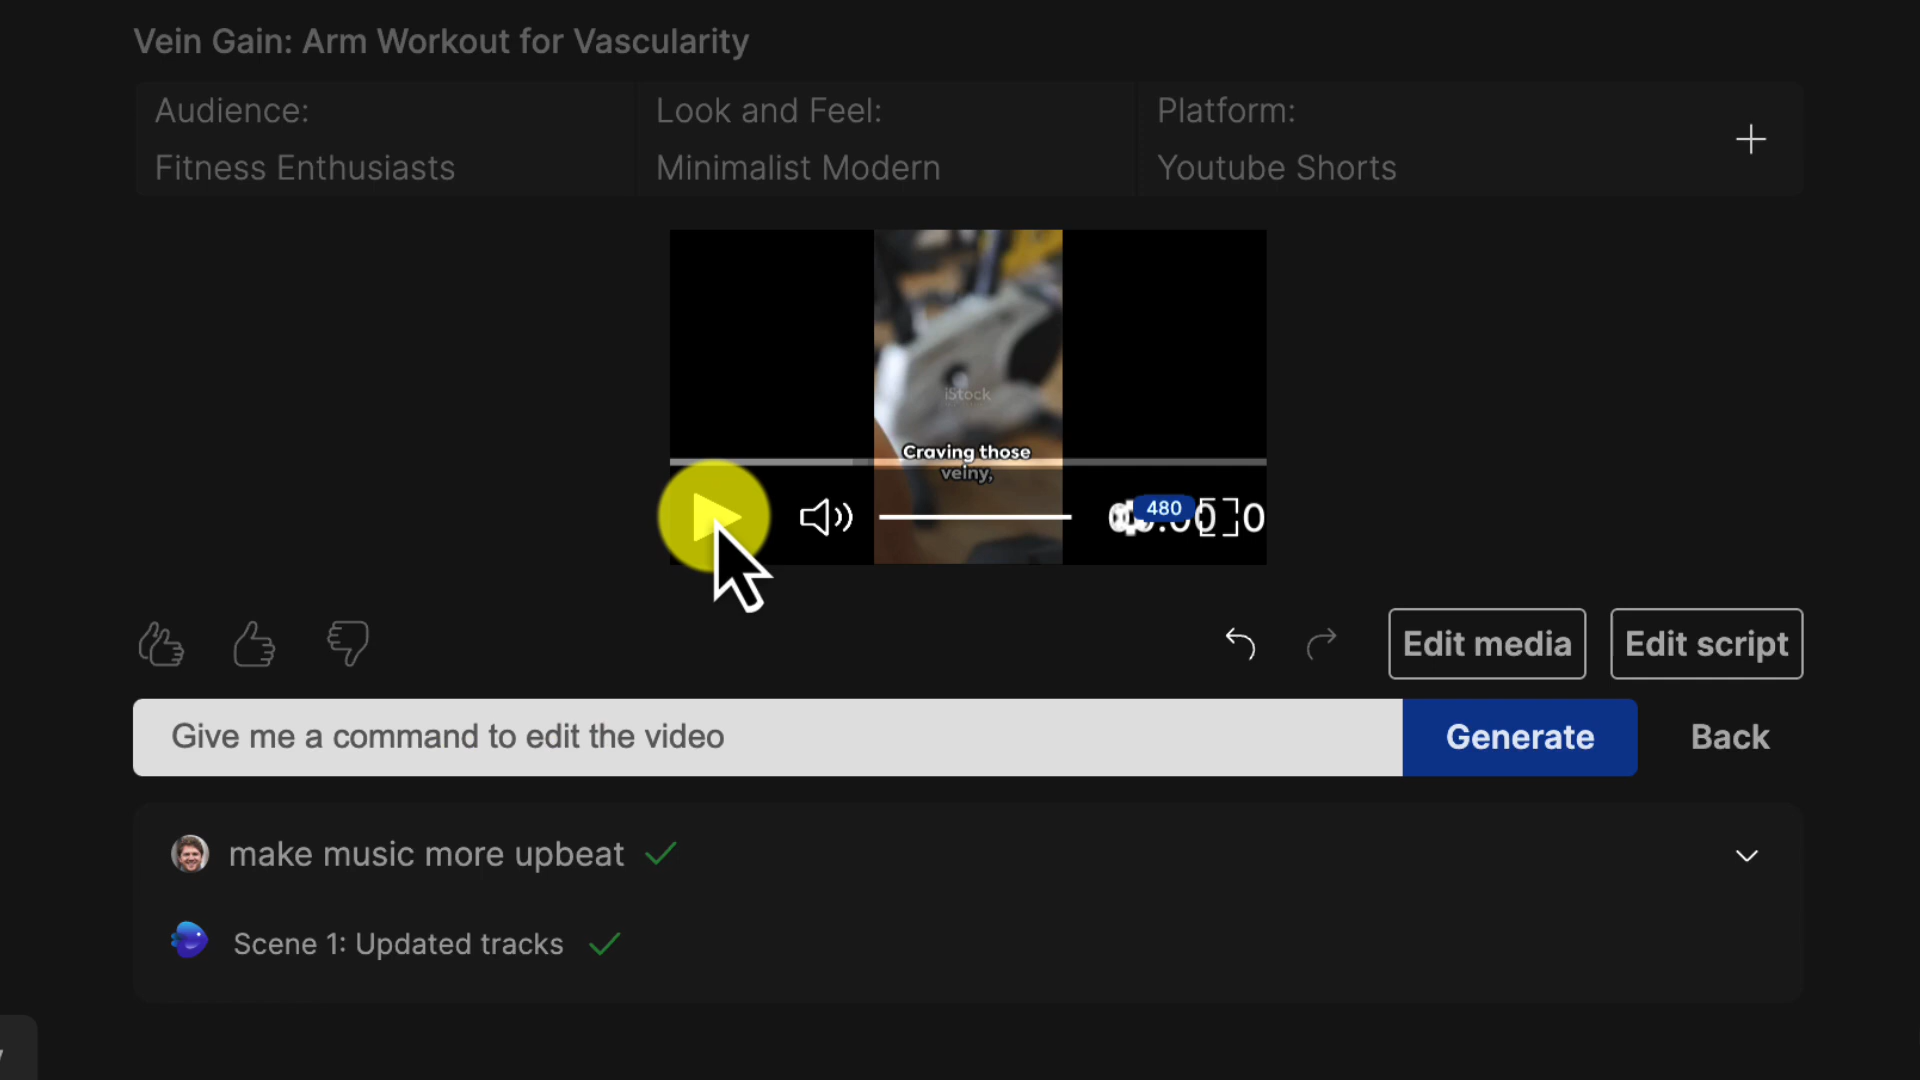 Vein Gain: Arm Workout for Vascularity
Audience:
Fitness Enthusiasts
Look and Feel:
Minimalist Modern
Platform:
Youtube Shorts
iStock
Craving those
veiny,
480
Edit media
Edit script
Give me a command to edit the video
Generate
Back
make music more upbeat
Scene 1: Updated tracks